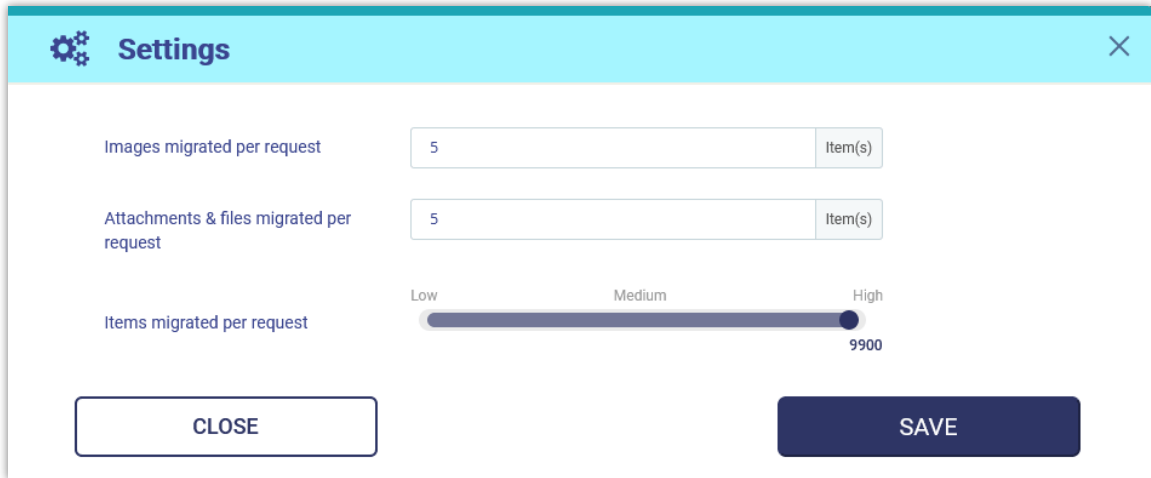 Settings
Images migrated per request
5
Item(s)
Attachments & files migrated per
request
5
Item(s)
Low
Medium
High
Items migrated per request
9900
CLOSE
SAVE